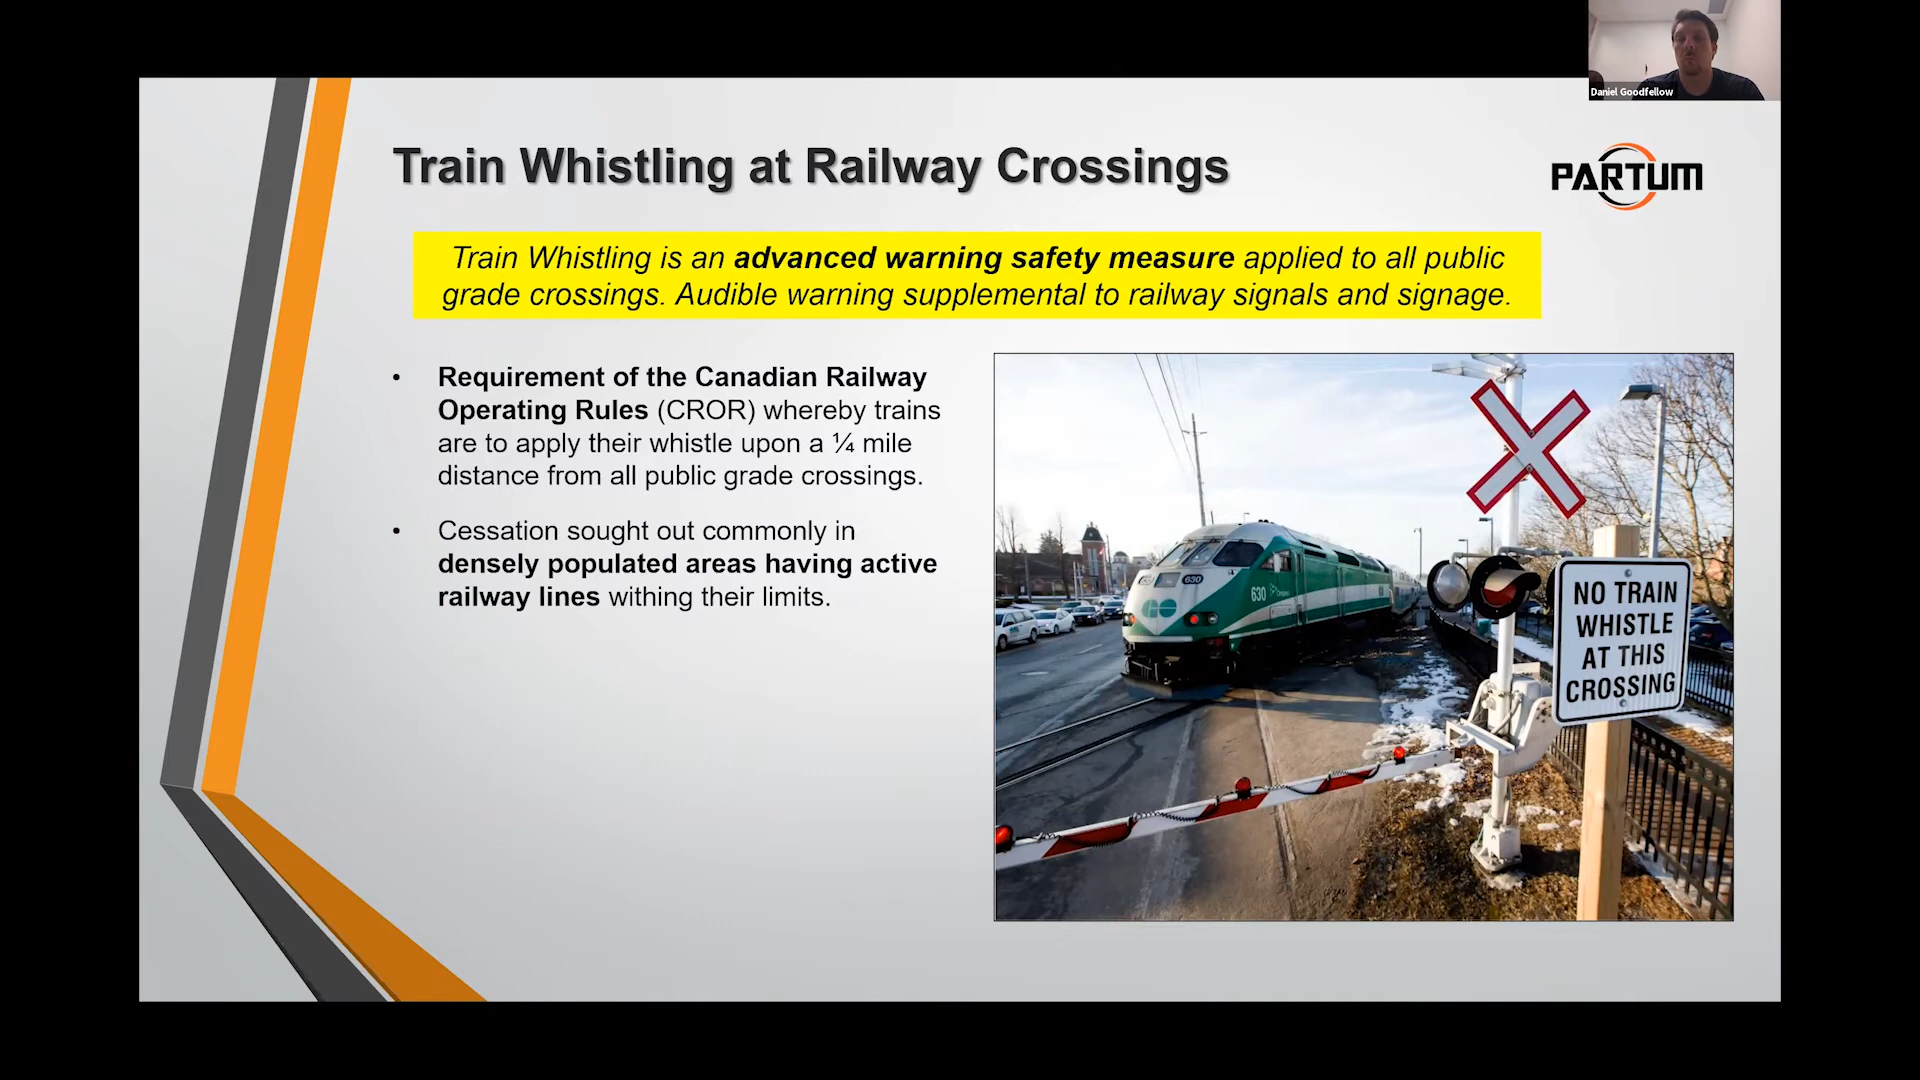 Daniel Goodfellow
Train Whistling at Railway Crossings
PARTUM
Train Whistling is an advanced warning safety measure applied to all public
grade crossings. Audible warning supplemental to railway signals and signage.
• Requirement of the Canadian Railway
Operating Rules (CROR) whereby trains
are to apply their whistle upon a ¼ mile
distance from all public grade crossings.
• Cessation sought out commonly in
densely populated areas having active
railway lines withing their limits.
630
630
GO
NO TRAIN
WHISTLE
AT THIS
CROSSING